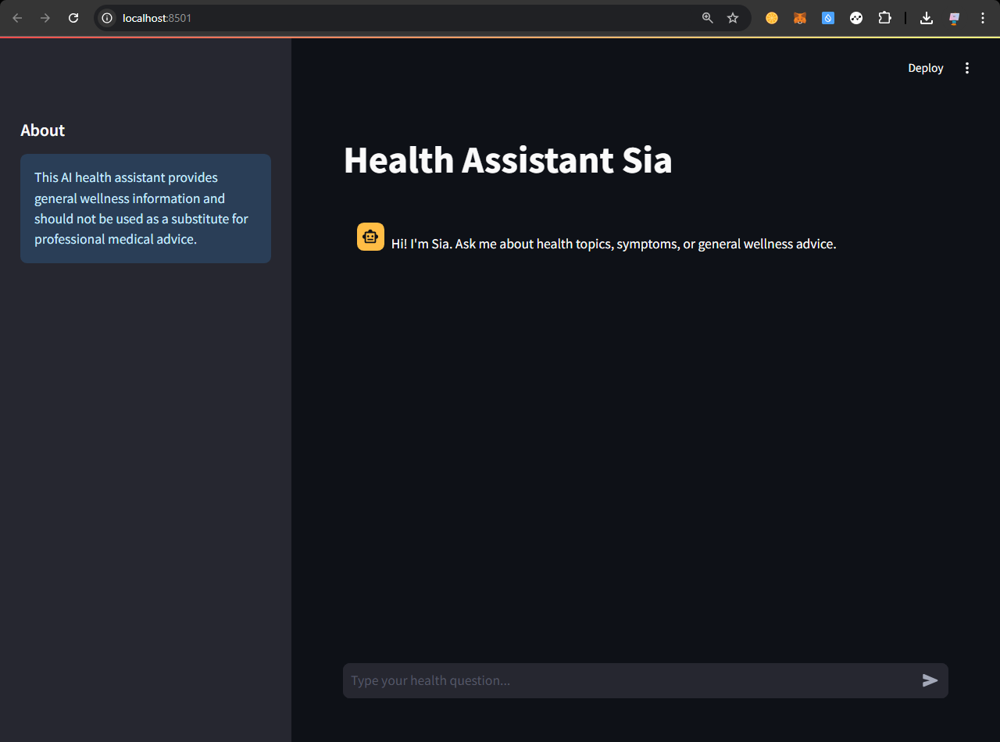 localhost:8501
Deploy
About
This AI health assistant provides
general wellness information and
should not be used as a substitute for
professional medical advice.
Health Assistant Sia
Hi! I'm Sia. Ask me about health topics, symptoms, or general wellness advice.
Type your health question...